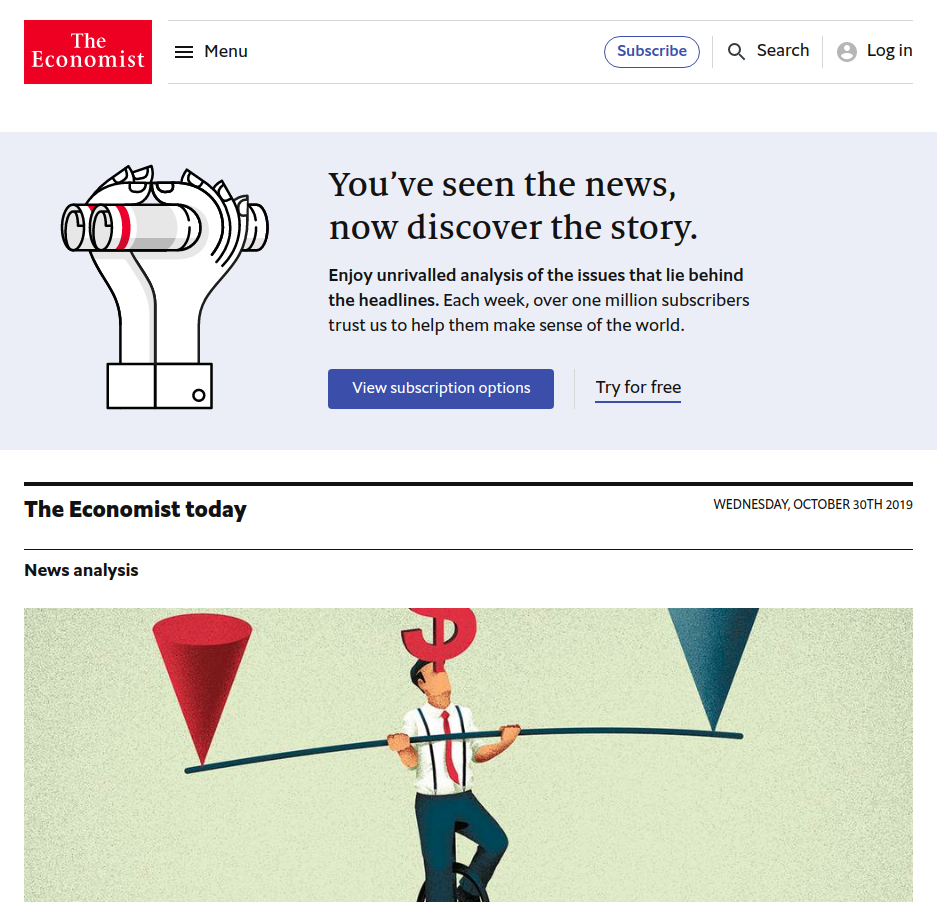 The
Economist
Menu
Subscribe
Search
Log in
You’ve seen the news,
now discover the story.
Enjoy unrivalled analysis of the issues that lie behind
the headlines. Each week, over one million subscribers
trust us to help them make sense of the world.
View subscription options
Try for free
The Economist today
WEDNESDAY, OCTOBER 30TH 2019
News analysis
$